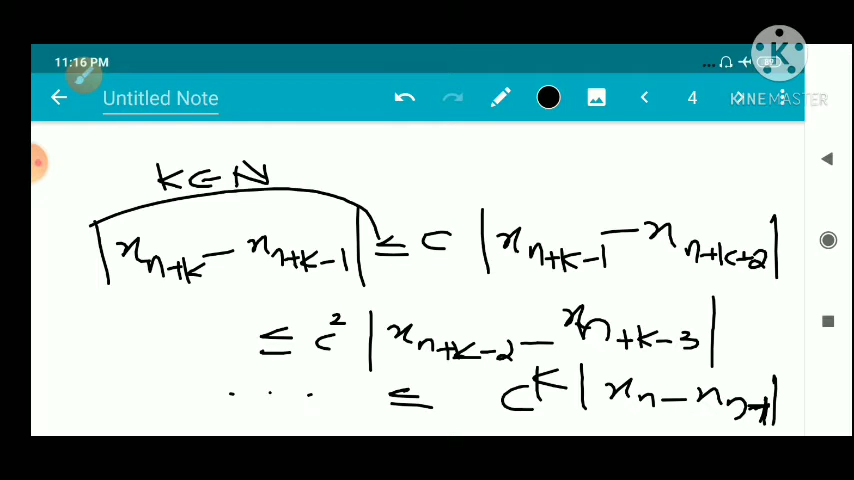 11:16 PM
... 89
K
Untitled Note
4
KINEMASTER
K ∈ N
|x_{n+k} - x_{n+k-1}| ≤ c |x_{n+k-1} - x_{n+k+2}|
≤ c² |x_{n+k-2} - x_{n+k-3}|
. . . ≤ c^K |x_n - x_{n-1}|